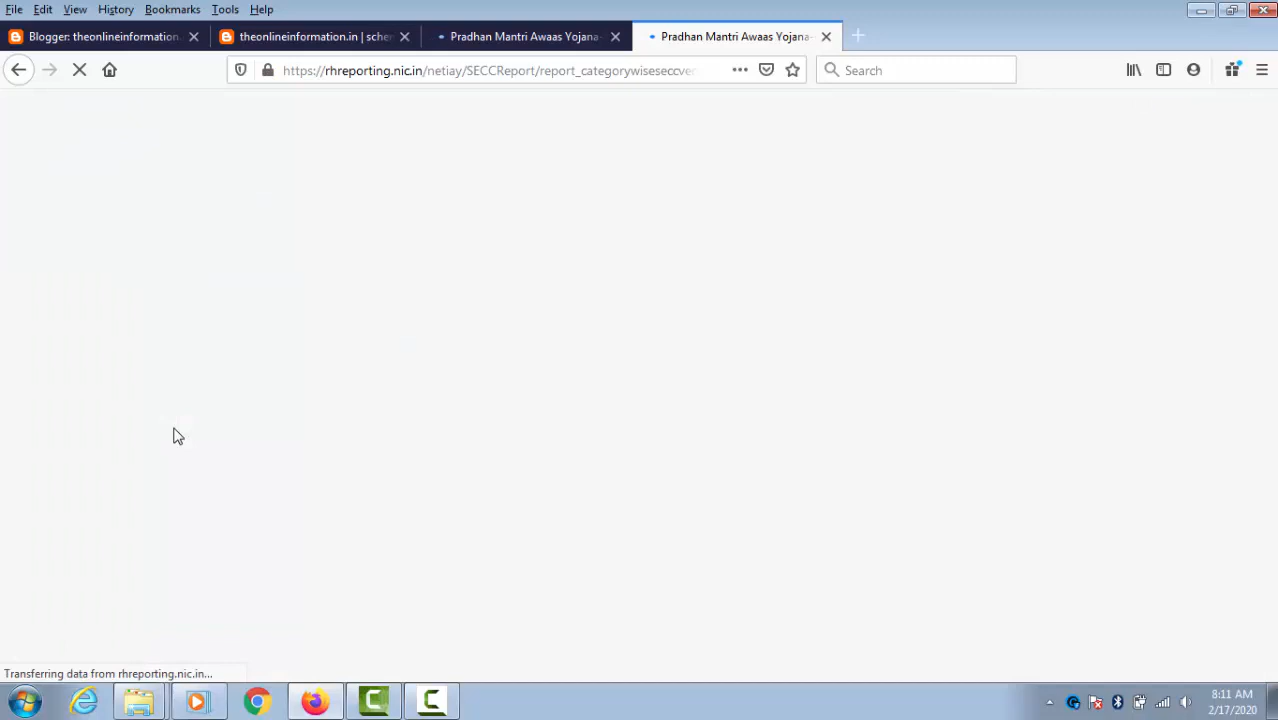 File Edit View History Bookmarks Tools Help
Blogger: theonlineinformation. theonlineinformation.in | sche Pradhan Mantri Awaas Yojana- Pradhan Mantri Awaas Yojana-
https://rhreporting.nic.in/netiay/SECCReport/report_categorywiseseccve Search
Transferring data from rhreporting.nic.in...
8:11 AM
2/17/2020